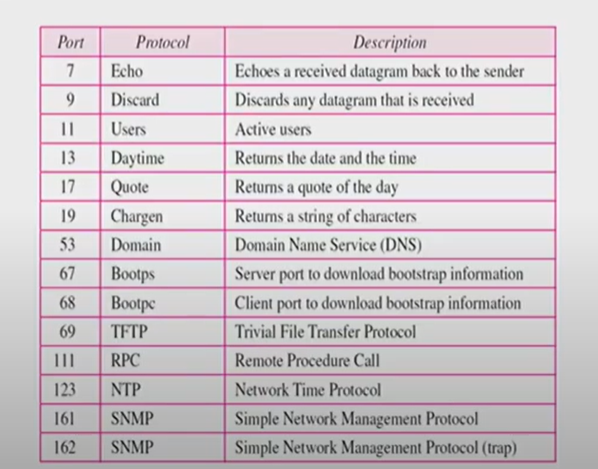 Port Protocol Description
7 Echo Echoes a received datagram back to the sender
9 Discard Discards any datagram that is received
11 Users Active users
13 Daytime Returns the date and the time
17 Quote Returns a quote of the day
19 Chargen Returns a string of characters
53 Domain Domain Name Service (DNS)
67 Bootps Server port to download bootstrap information
68 Bootpc Client port to download bootstrap information
69 TFTP Trivial File Transfer Protocol
111 RPC Remote Procedure Call
123 NTP Network Time Protocol
161 SNMP Simple Network Management Protocol
162 SNMP Simple Network Management Protocol (trap)